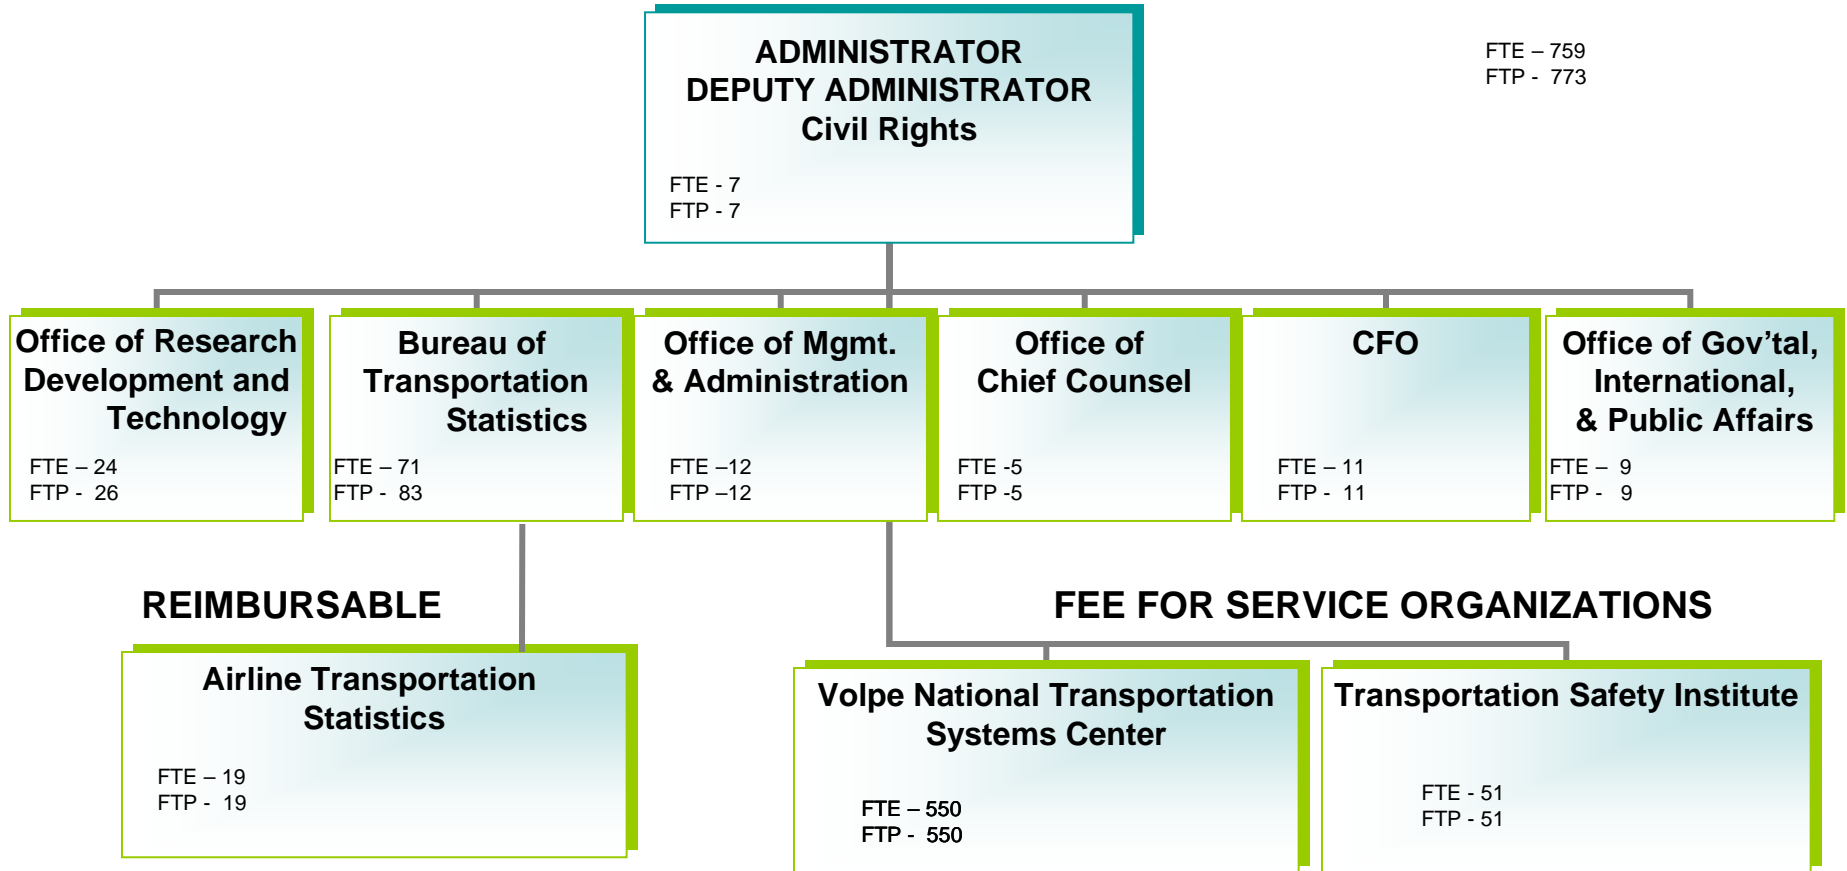 ADMINISTRATOR
DEPUTY ADMINISTRATOR
Civil Rights
FTE - 7
FTP - 7
FTE – 759
FTP - 773
Office of Research
Development and
Technology
FTE – 24
FTP - 26
Bureau of
Transportation
Statistics
FTE – 71
FTP - 83
Office of Mgmt.
& Administration
FTE –12
FTP –12
Office of
Chief Counsel
FTE -5
FTP -5
CFO
FTE – 11
FTP - 11
Office of Gov’tal,
International,
& Public Affairs
FTE – 9
FTP - 9
REIMBURSABLE
Airline Transportation
Statistics
FTE – 19
FTP - 19
FEE FOR SERVICE ORGANIZATIONS
Volpe National Transportation
Systems Center
FTE – 550
FTP - 550
Transportation Safety Institute
FTE - 51
FTP - 51